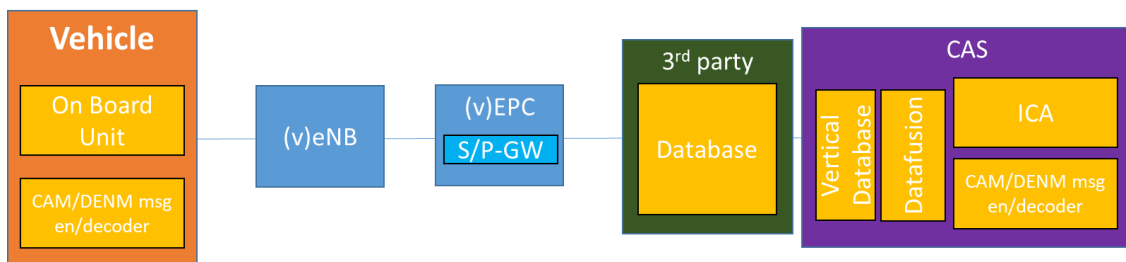 Vehicle
On Board
Unit
CAM/DENM msg
en/decoder
(v)eNB
(v)EPC
S/P-GW
3rd party
Database
CAS
Vertical
Database
Datafusion
ICA
CAM/DENM msg
en/decoder